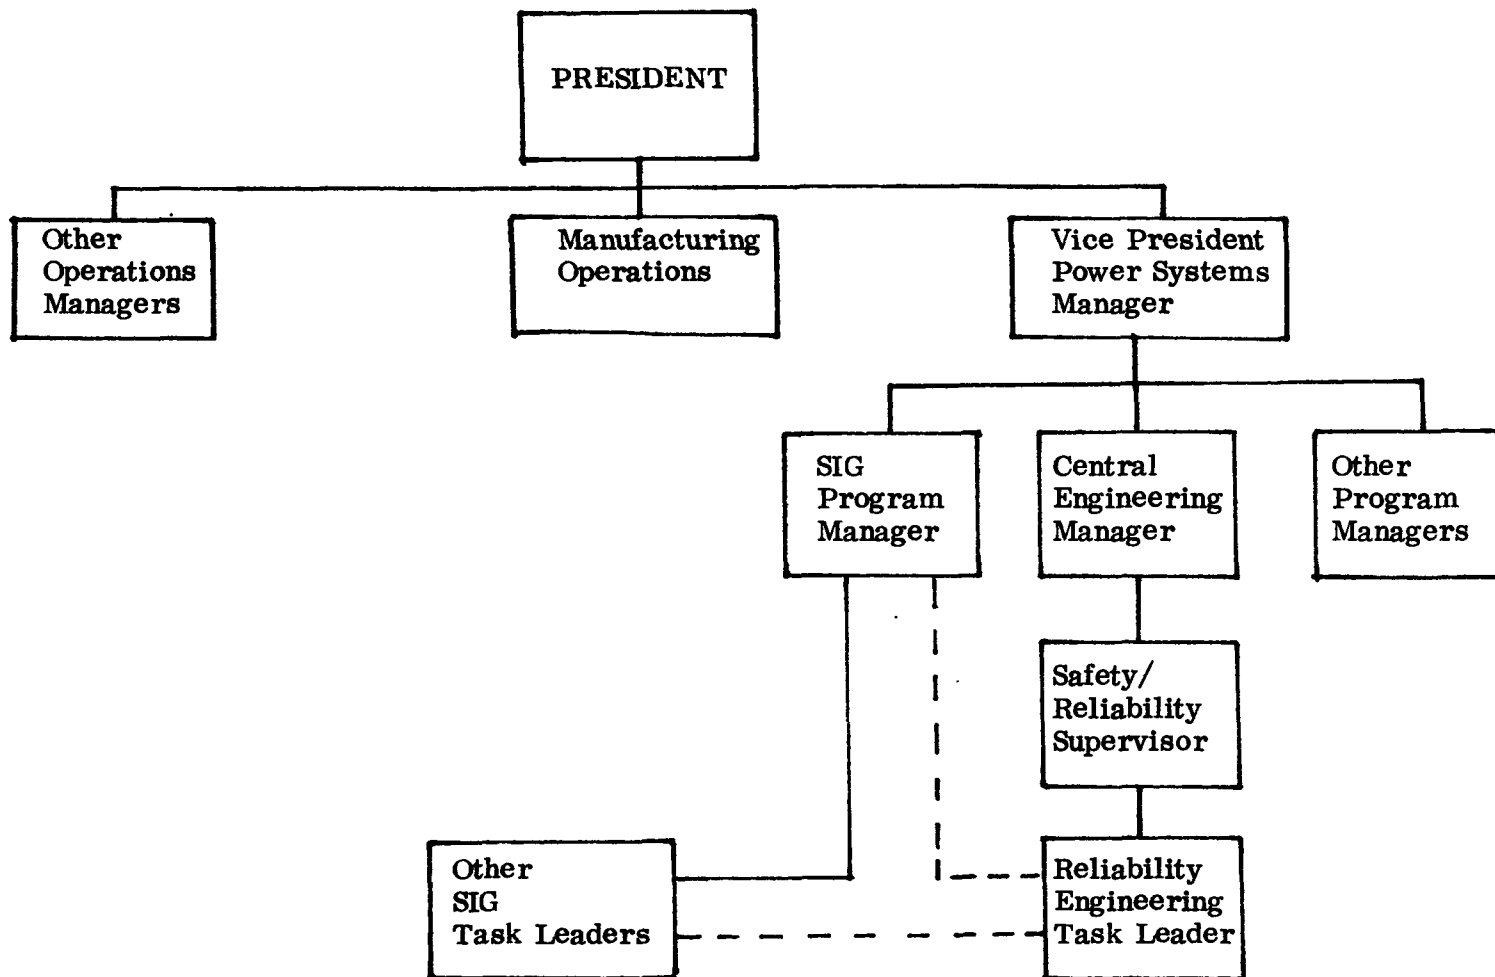 PRESIDENT
Other
Operations
Managers
Manufacturing
Operations
Vice President
Power Systems
Manager
SIG
Program
Manager
Central
Engineering
Manager
Other
Program
Managers
Safety/
Reliability
Supervisor
Other
SIG
Task Leaders
Reliability
Engineering
Task Leader